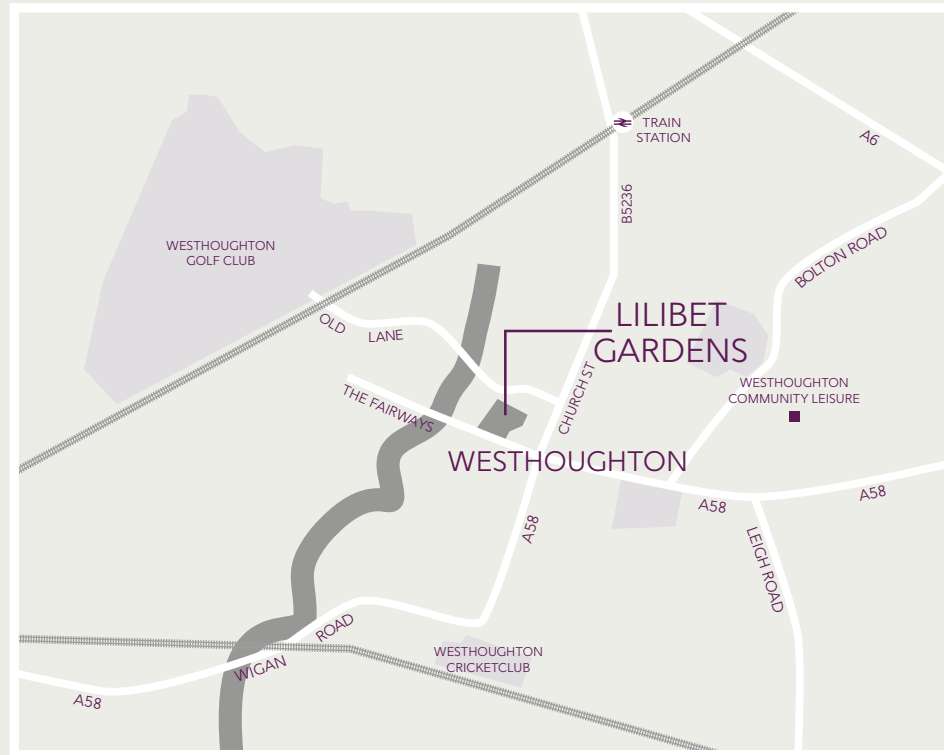 TRAIN
STATION
A6
B5236
WESTHOUGHTON
GOLF CLUB
BOLTON ROAD
LILIBET
GARDENS
OLD LANE
CHURCH ST
THE FAIRWAYS
WESTHOUGHTON
COMMUNITY LEISURE
WESTHOUGHTON
A58
A58
A58
LEIGH ROAD
WIGAN ROAD
WESTHOUGHTON
CRICKETCLUB
A58